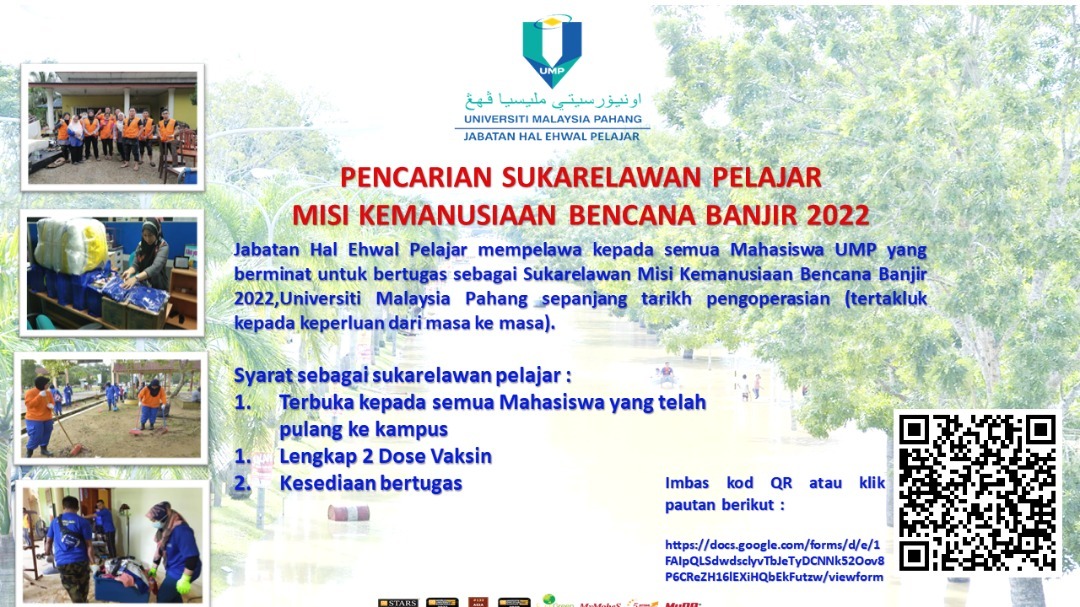 UMP
اونيۏرسيتي مليسيا ڤهڠ
UNIVERSITI MALAYSIA PAHANG
JABATAN HAL EHWAL PELAJAR
PENCARIAN SUKARELAWAN PELAJAR
MISI KEMANUSIAAN BENCANA BANJIR 2022
Jabatan Hal Ehwal Pelajar mempelawa kepada semua Mahasiswa UMP yang
berminat untuk bertugas sebagai Sukarelawan Misi Kemanusiaan Bencana Banjir
2022,Universiti Malaysia Pahang sepanjang tarikh pengoperasian (tertakluk
kepada keperluan dari masa ke masa).
Syarat sebagai sukarelawan pelajar :
1. Terbuka kepada semua Mahasiswa yang telah
pulang ke kampus
1. Lengkap 2 Dose Vaksin
2. Kesediaan bertugas
Imbas kod QR atau klik
pautan berikut :
https://docs.google.com/forms/d/e/1
FAIpQLSdwdsclyvTbJeTyDCNNk52Oov8
P6CReZH16lEXiHQbEkFutzw/viewform
STARS